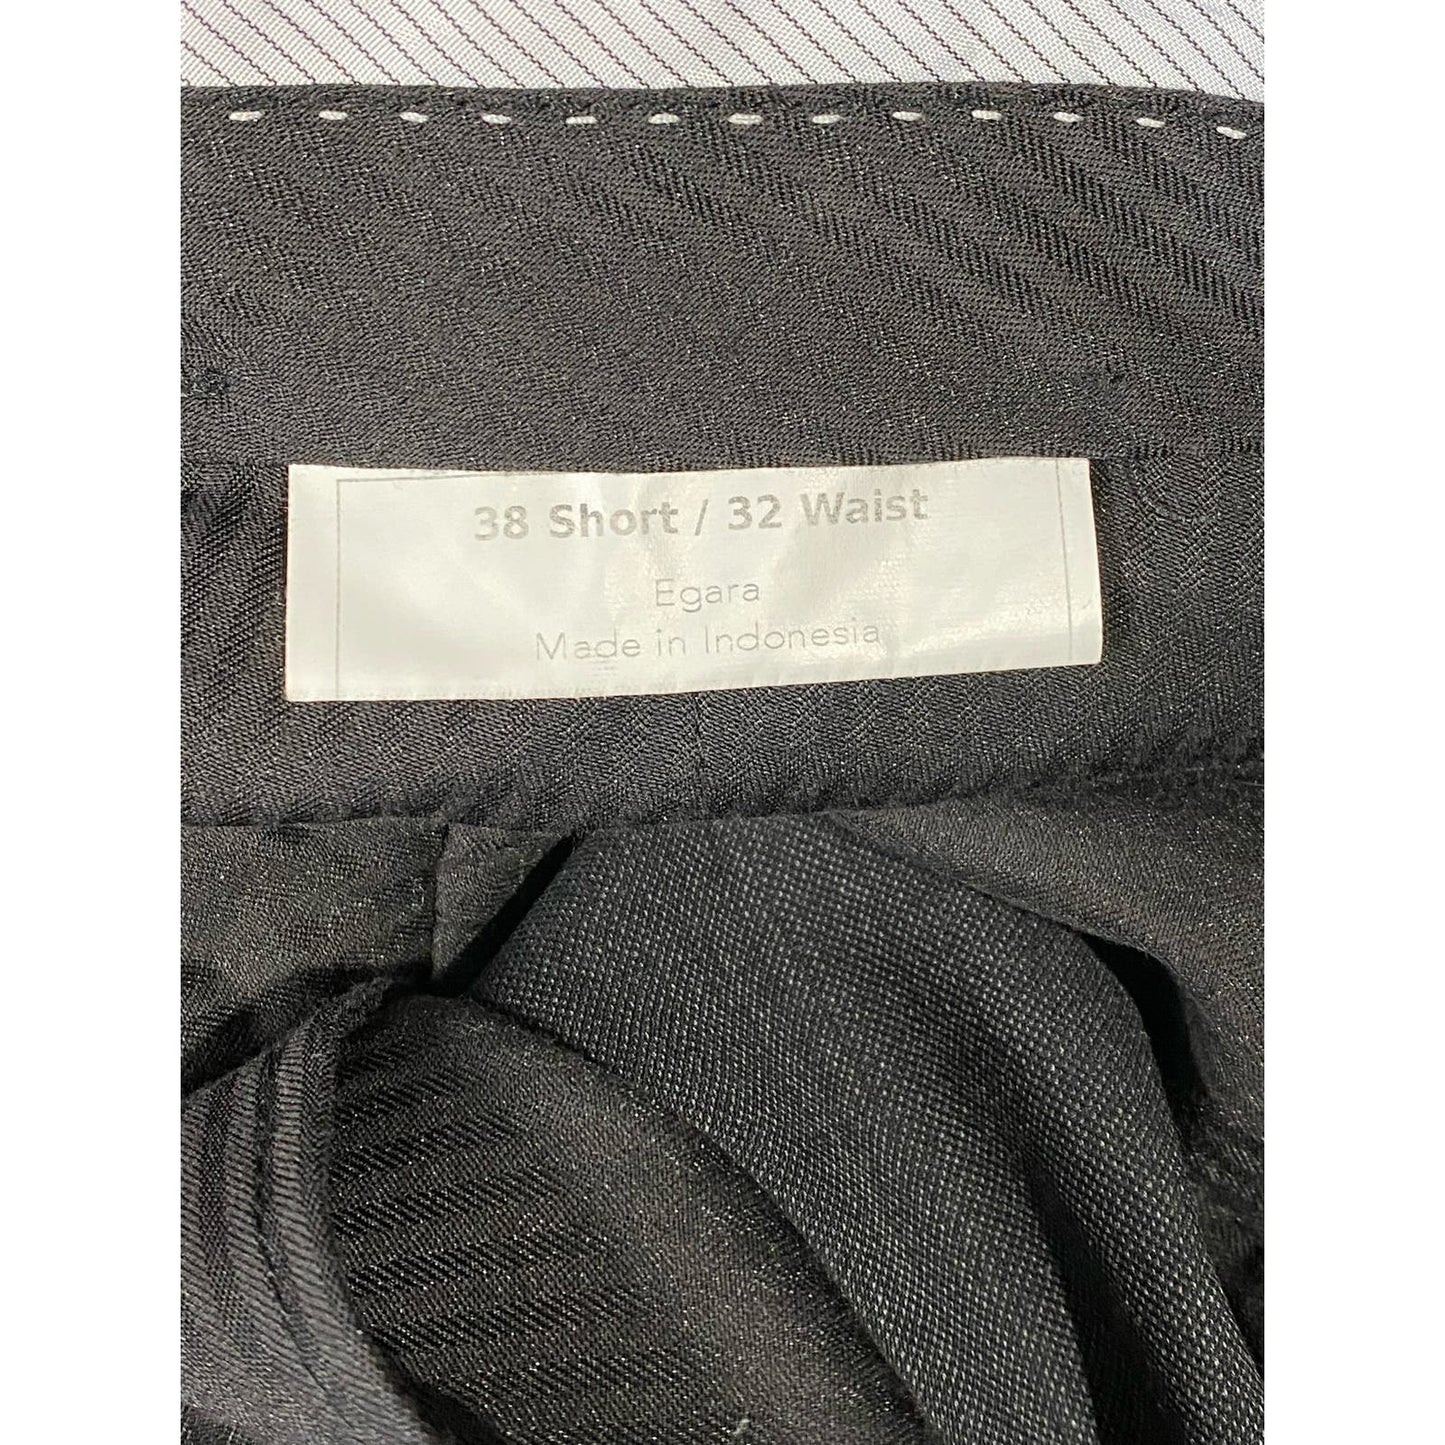 38 Short / 32 Waist
Egara
Made in Indonesia